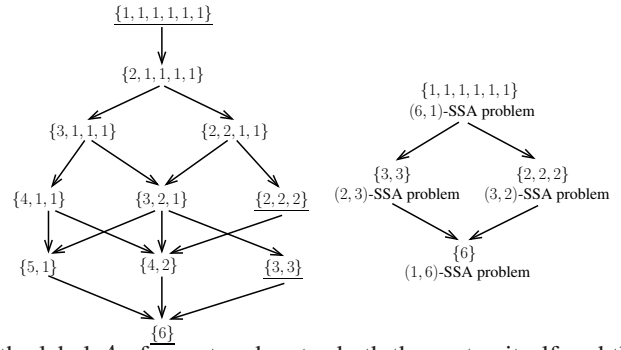 {1, 1, 1, 1, 1, 1}
{2, 1, 1, 1, 1}
{3, 1, 1, 1}
{2, 2, 1, 1}
{4, 1, 1}
{3, 2, 1}
{2, 2, 2}
{5, 1}
{4, 2}
{3, 3}
{6}
{1, 1, 1, 1, 1, 1}
(6, 1)-SSA problem
{3, 3}
(2, 3)-SSA problem
{2, 2, 2}
(3, 2)-SSA problem
{6}
(1, 6)-SSA problem